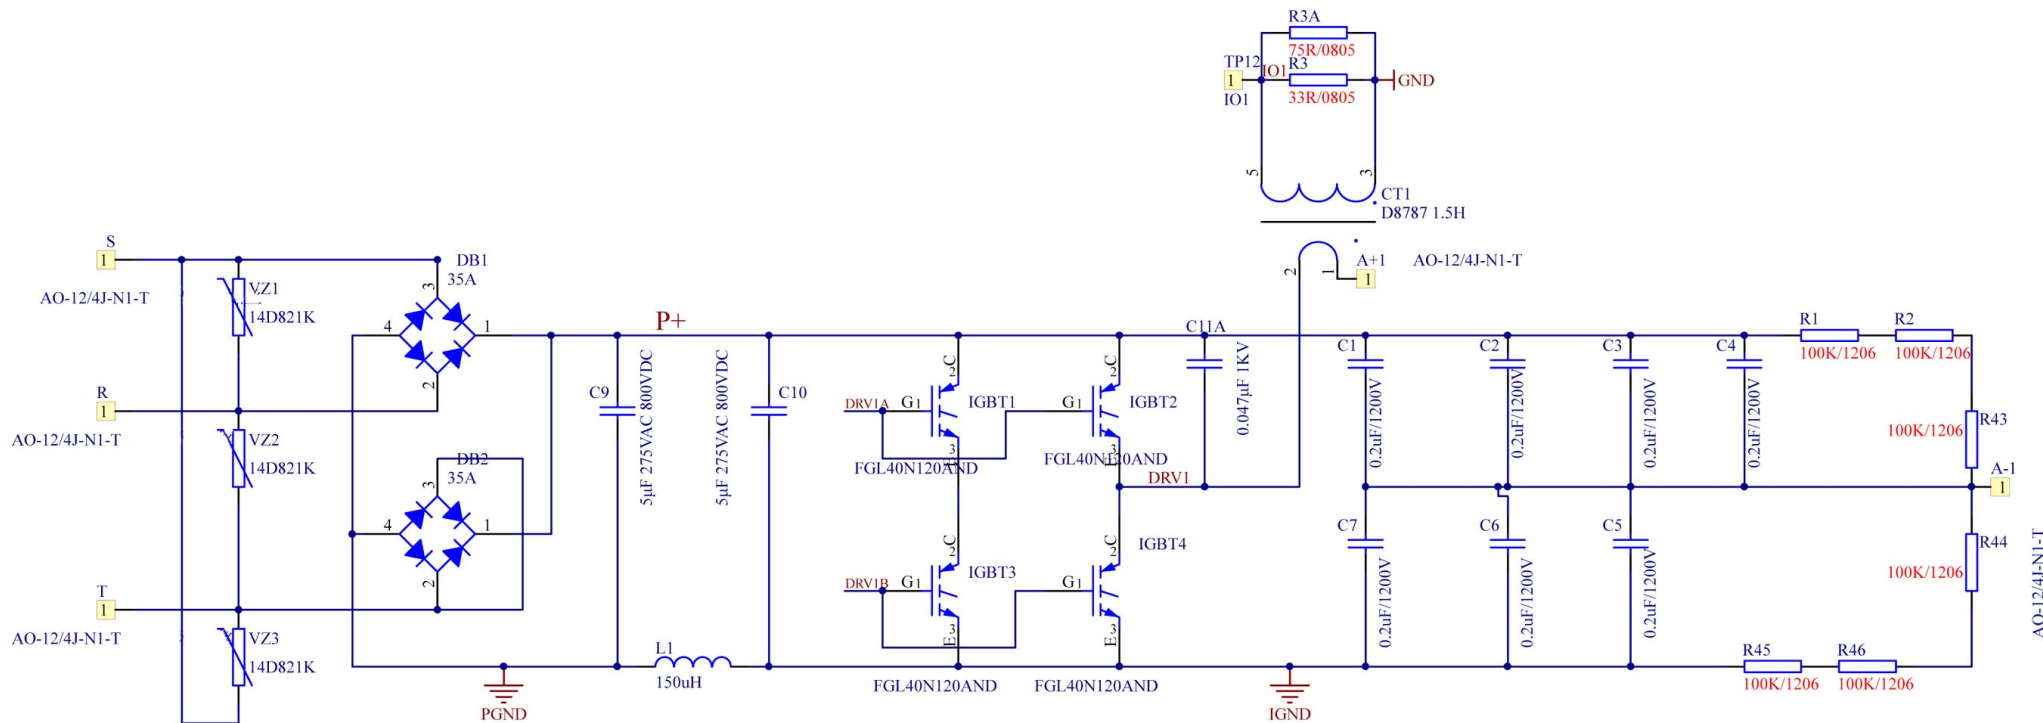 R3A
75R/0805
TP12
1
IO1
IO1
R3
33R/0805
GND
5
3
CT1
D8787 1.5H
2
1
A+1
1
AO-12/4J-N1-T
S
1
AO-12/4J-N1-T
VZ1
14D821K
DB1
35A
3
4
1
2
R
1
AO-12/4J-N1-T
VZ2
14D821K
DB2
35A
3
4
1
2
T
1
AO-12/4J-N1-T
VZ3
14D821K
P+
C9
5µF 275VAC 800VDC
C10
5µF 275VAC 800VDC
L1
150uH
PGND
DRV1A
G
1
C
2
3
E
IGBT1
FGL40N120AND
G
1
C
2
3
E
IGBT2
FGL40N120AND
DRV1B
G
1
C
2
3
E
IGBT3
FGL40N120AND
G
1
C
2
3
E
IGBT4
FGL40N120AND
DRV1
C11A
0.047µF 1KV
C1
0.2uF/1200V
C2
0.2uF/1200V
C3
0.2uF/1200V
C4
0.2uF/1200V
R1
100K/1206
R2
100K/1206
R43
100K/1206
A-1
1
AO-12/4J-N1-T
C7
0.2uF/1200V
C6
0.2uF/1200V
C5
0.2uF/1200V
R44
100K/1206
R45
100K/1206
R46
100K/1206
IGND